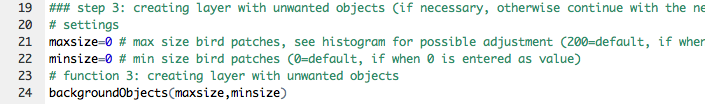 19 ### step 3: creating layer with unwanted objects (if necessary, otherwise continue with the ne
20 # settings
21 maxsize=0 # max size bird patches, see histogram for possible adjustment (200=default, if wher
22 minsize=0 # min size bird patches (0=default, if when 0 is entered as value)
23 # function 3: creating layer with unwanted objects
24 backgroundObjects(maxsize,minsize)